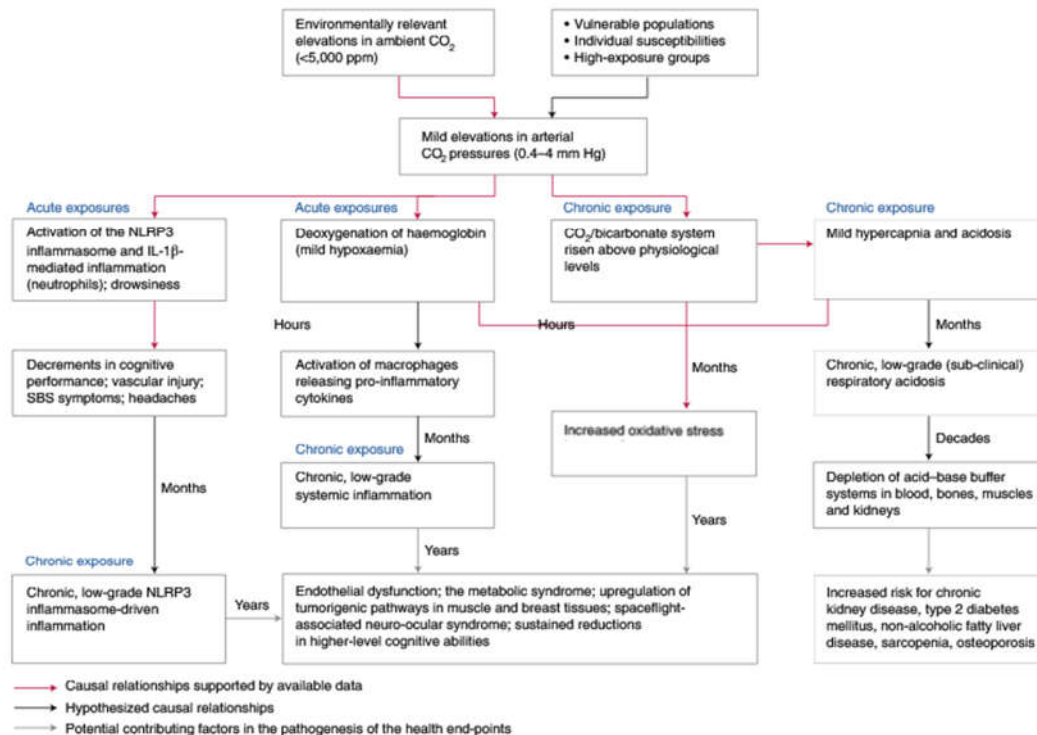 Environmentally relevant
elevations in ambient CO₂
(<5,000 ppm)
• Vulnerable populations
• Individual susceptibilities
• High-exposure groups
Mild elevations in arterial
CO₂ pressures (0.4–4 mm Hg)
Acute exposures
Activation of the NLRP3
inflammasome and IL-1β-
mediated inflammation
(neutrophils); drowsiness
Acute exposures
Deoxygenation of haemoglobin
(mild hypoxaemia)
Chronic exposure
CO₂/bicarbonate system
risen above physiological
levels
Chronic exposure
Mild hypercapnia and acidosis
Hours
Hours
Months
Decrements in cognitive
performance; vascular injury;
SBS symptoms; headaches
Activation of macrophages
releasing pro-inflammatory
cytokines
Months
Chronic, low-grade (sub-clinical)
respiratory acidosis
Increased oxidative stress
Months
Decades
Chronic exposure
Chronic, low-grade
systemic inflammation
Depletion of acid–base buffer
systems in blood, bones, muscles
and kidneys
Months
Years
Years
Chronic exposure
Chronic, low-grade NLRP3
inflammasome-driven
inflammation
Years
Endothelial dysfunction; the metabolic syndrome; upregulation of
tumorigenic pathways in muscle and breast tissues; spaceflight-
associated neuro-ocular syndrome; sustained reductions
in higher-level cognitive abilities
Increased risk for chronic
kidney disease, type 2 diabetes
mellitus, non-alcoholic fatty liver
disease, sarcopenia, osteoporosis
Causal relationships supported by available data
Hypothesized causal relationships
Potential contributing factors in the pathogenesis of the health end-points